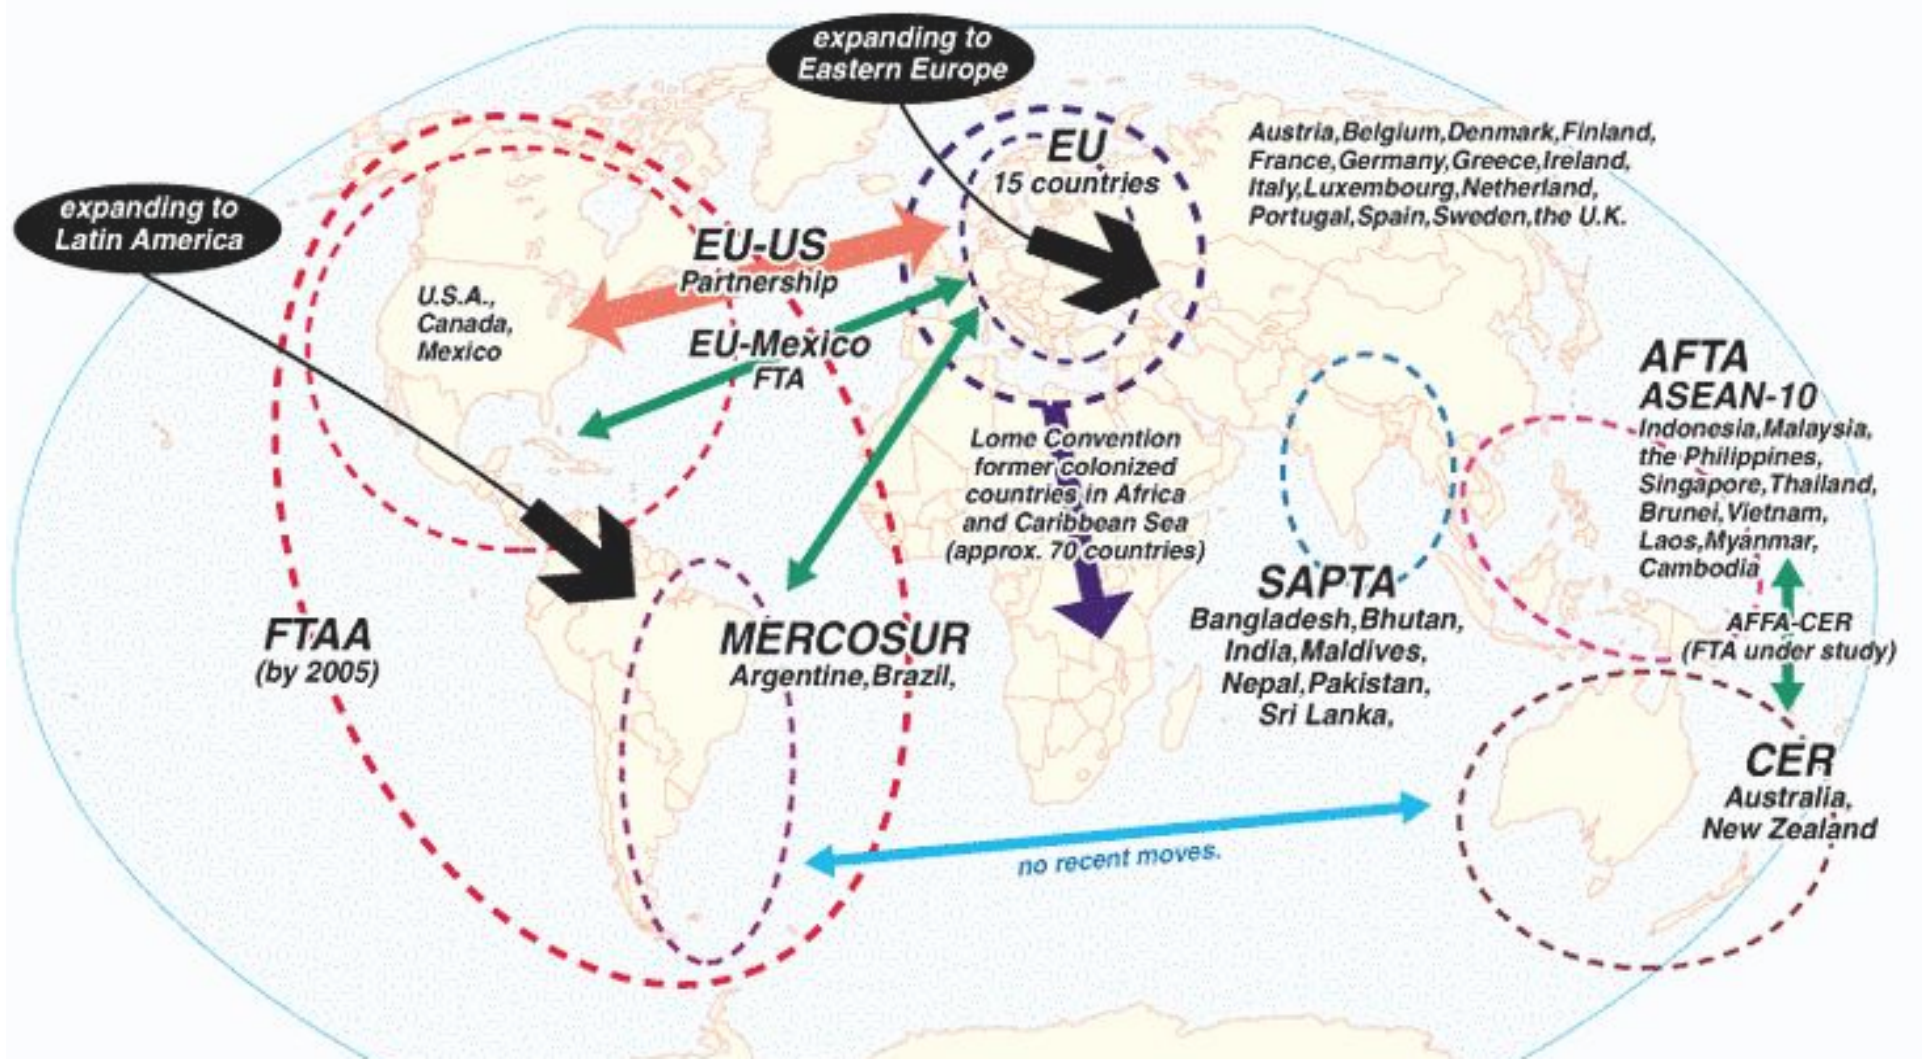 expanding to
Eastern Europe
expanding to
Latin America
EU
15 countries
Austria,Belgium,Denmark,Finland,
France,Germany,Greece,Ireland,
Italy,Luxembourg,Netherland,
Portugal,Spain,Sweden,the U.K.
EU-US
Partnership
U.S.A.,
Canada,
Mexico
EU-Mexico
FTA
Lome Convention
former colonized
countries in Africa
and Caribbean Sea
(approx. 70 countries)
AFTA
ASEAN-10
Indonesia,Malaysia,
the Philippines,
Singapore,Thailand,
Brunei,Vietnam,
Laos,Myanmar,
Cambodia
AFFA-CER
(FTA under study)
SAPTA
Bangladesh,Bhutan,
India,Maldives,
Nepal,Pakistan,
Sri Lanka,
FTAA
(by 2005)
MERCOSUR
Argentine,Brazil,
CER
Australia,
New Zealand
no recent moves.